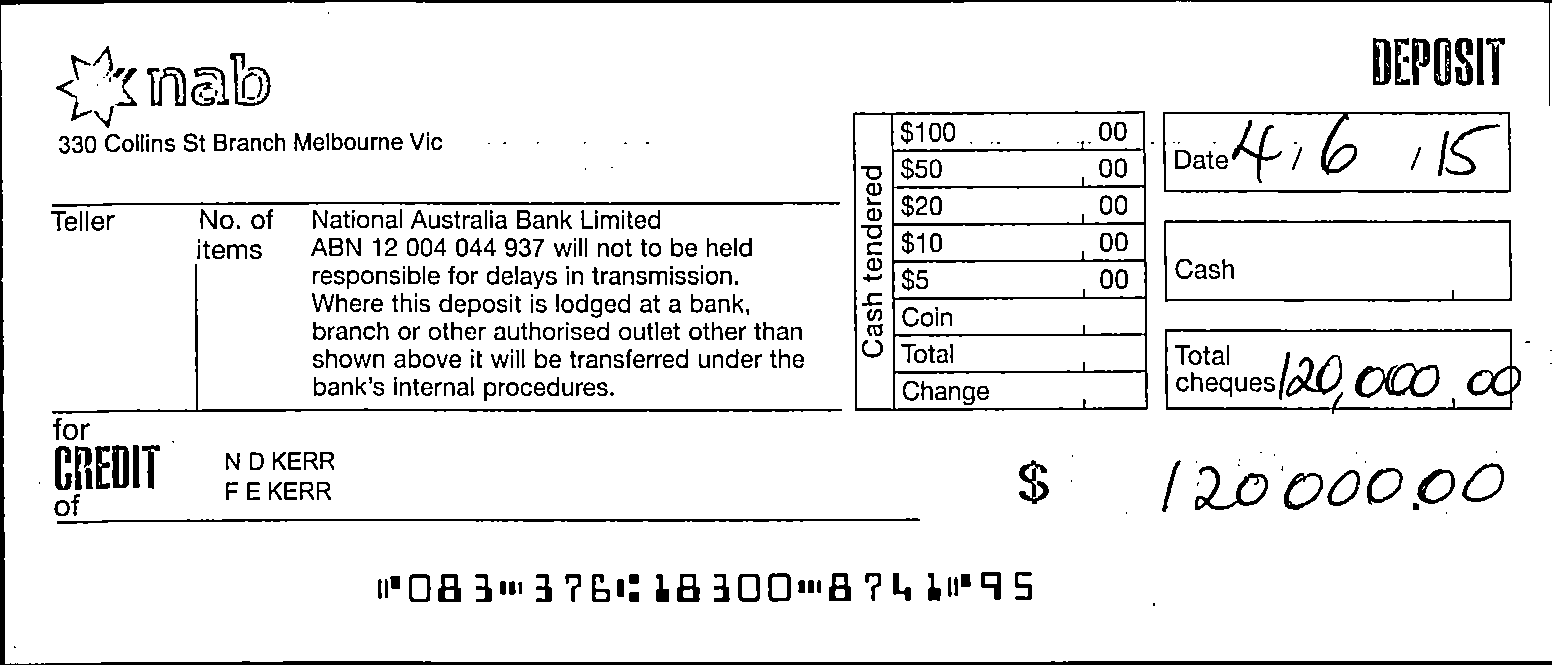 nab
DEPOSIT
330 Collins St Branch Melbourne Vic
Date 4 / 6 / 15
Teller
No. of items
National Australia Bank Limited
ABN 12 004 044 937 will not to be held
responsible for delays in transmission.
Where this deposit is lodged at a bank,
branch or other authorised outlet other than
shown above it will be transferred under the
bank's internal procedures.
Cash tendered
$100 , 00
$50 , 00
$20 , 00
$10 , 00
$5 , 00
Coin
Total
Change
Cash
Total cheques 120,000 00
for
CREDIT
of
N D KERR
F E KERR
$ 120000.00
⑈083⑉376⑆18300⑉8741⑈95